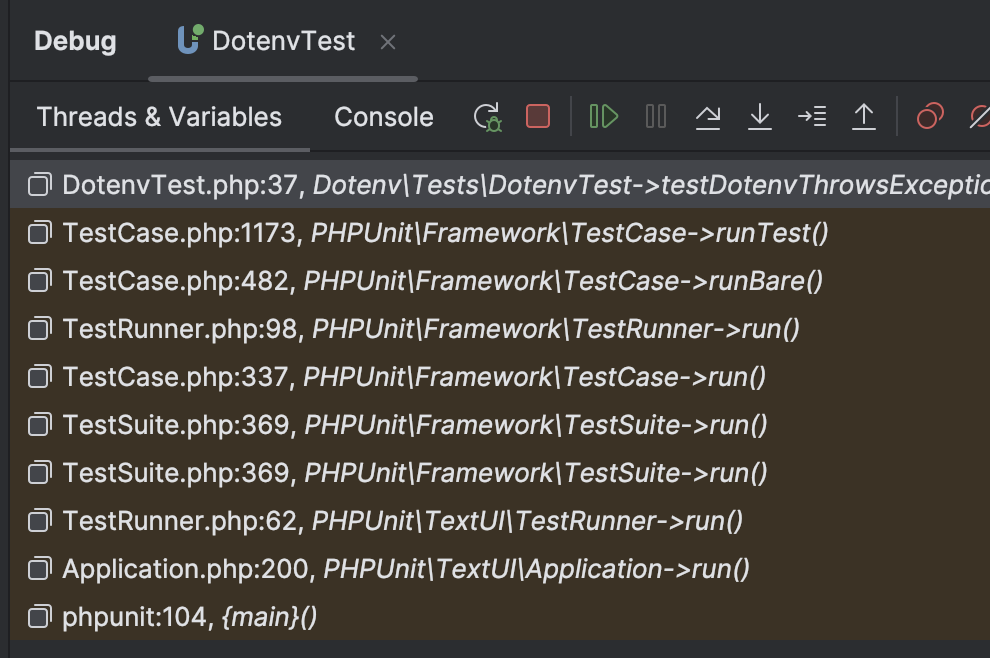 Debug DotenvTest
Threads & Variables Console
DotenvTest.php:37, Dotenv\Tests\DotenvTest->testDotenvThrowsExceptio
TestCase.php:1173, PHPUnit\Framework\TestCase->runTest()
TestCase.php:482, PHPUnit\Framework\TestCase->runBare()
TestRunner.php:98, PHPUnit\Framework\TestRunner->run()
TestCase.php:337, PHPUnit\Framework\TestCase->run()
TestSuite.php:369, PHPUnit\Framework\TestSuite->run()
TestSuite.php:369, PHPUnit\Framework\TestSuite->run()
TestRunner.php:62, PHPUnit\TextUI\TestRunner->run()
Application.php:200, PHPUnit\TextUI\Application->run()
phpunit:104, {main}()